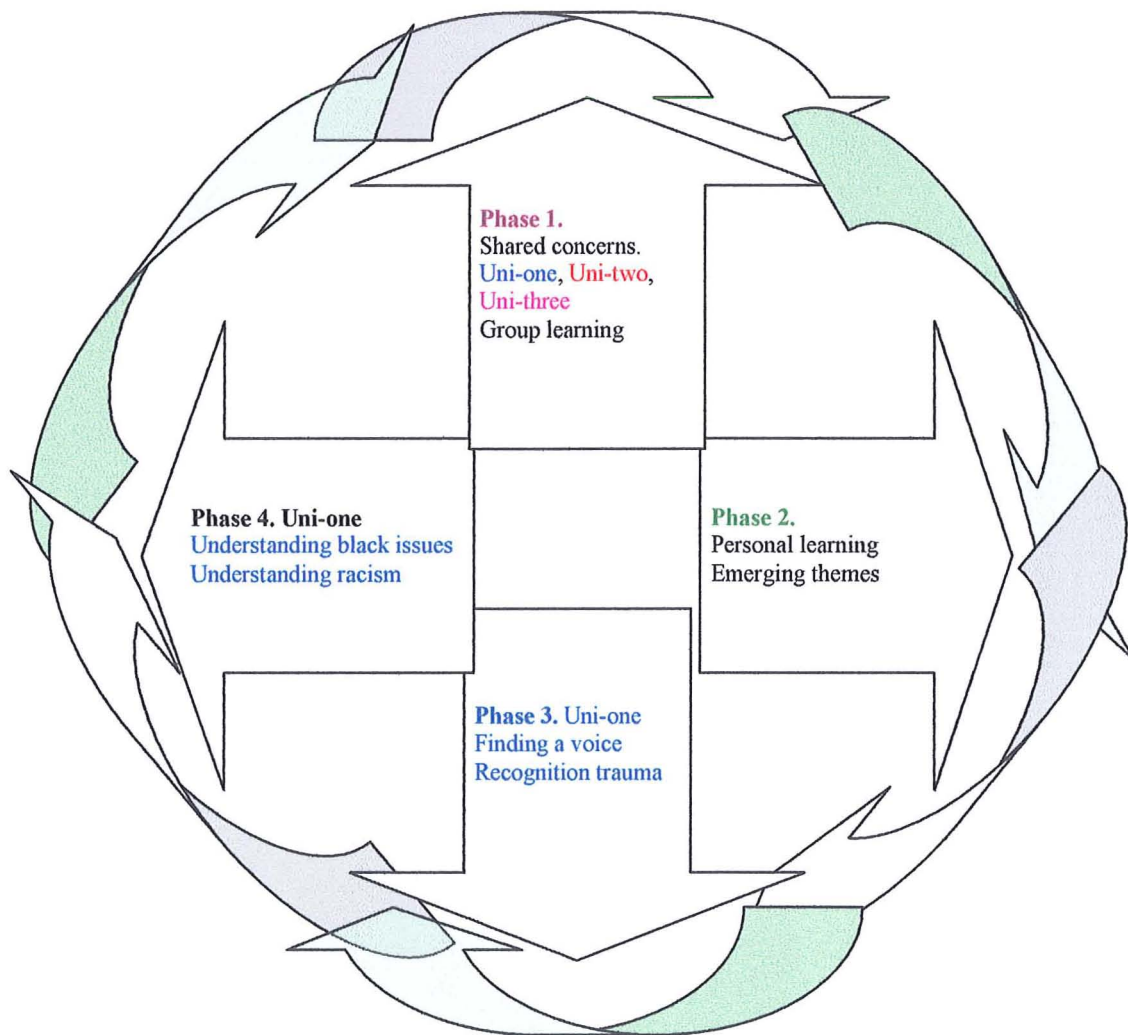 Phase 1.
Shared concerns.
Uni-one, Uni-two,
Uni-three
Group learning
Phase 4. Uni-one
Understanding black issues
Understanding racism
Phase 2.
Personal learning
Emerging themes
Phase 3. Uni-one
Finding a voice
Recognition trauma